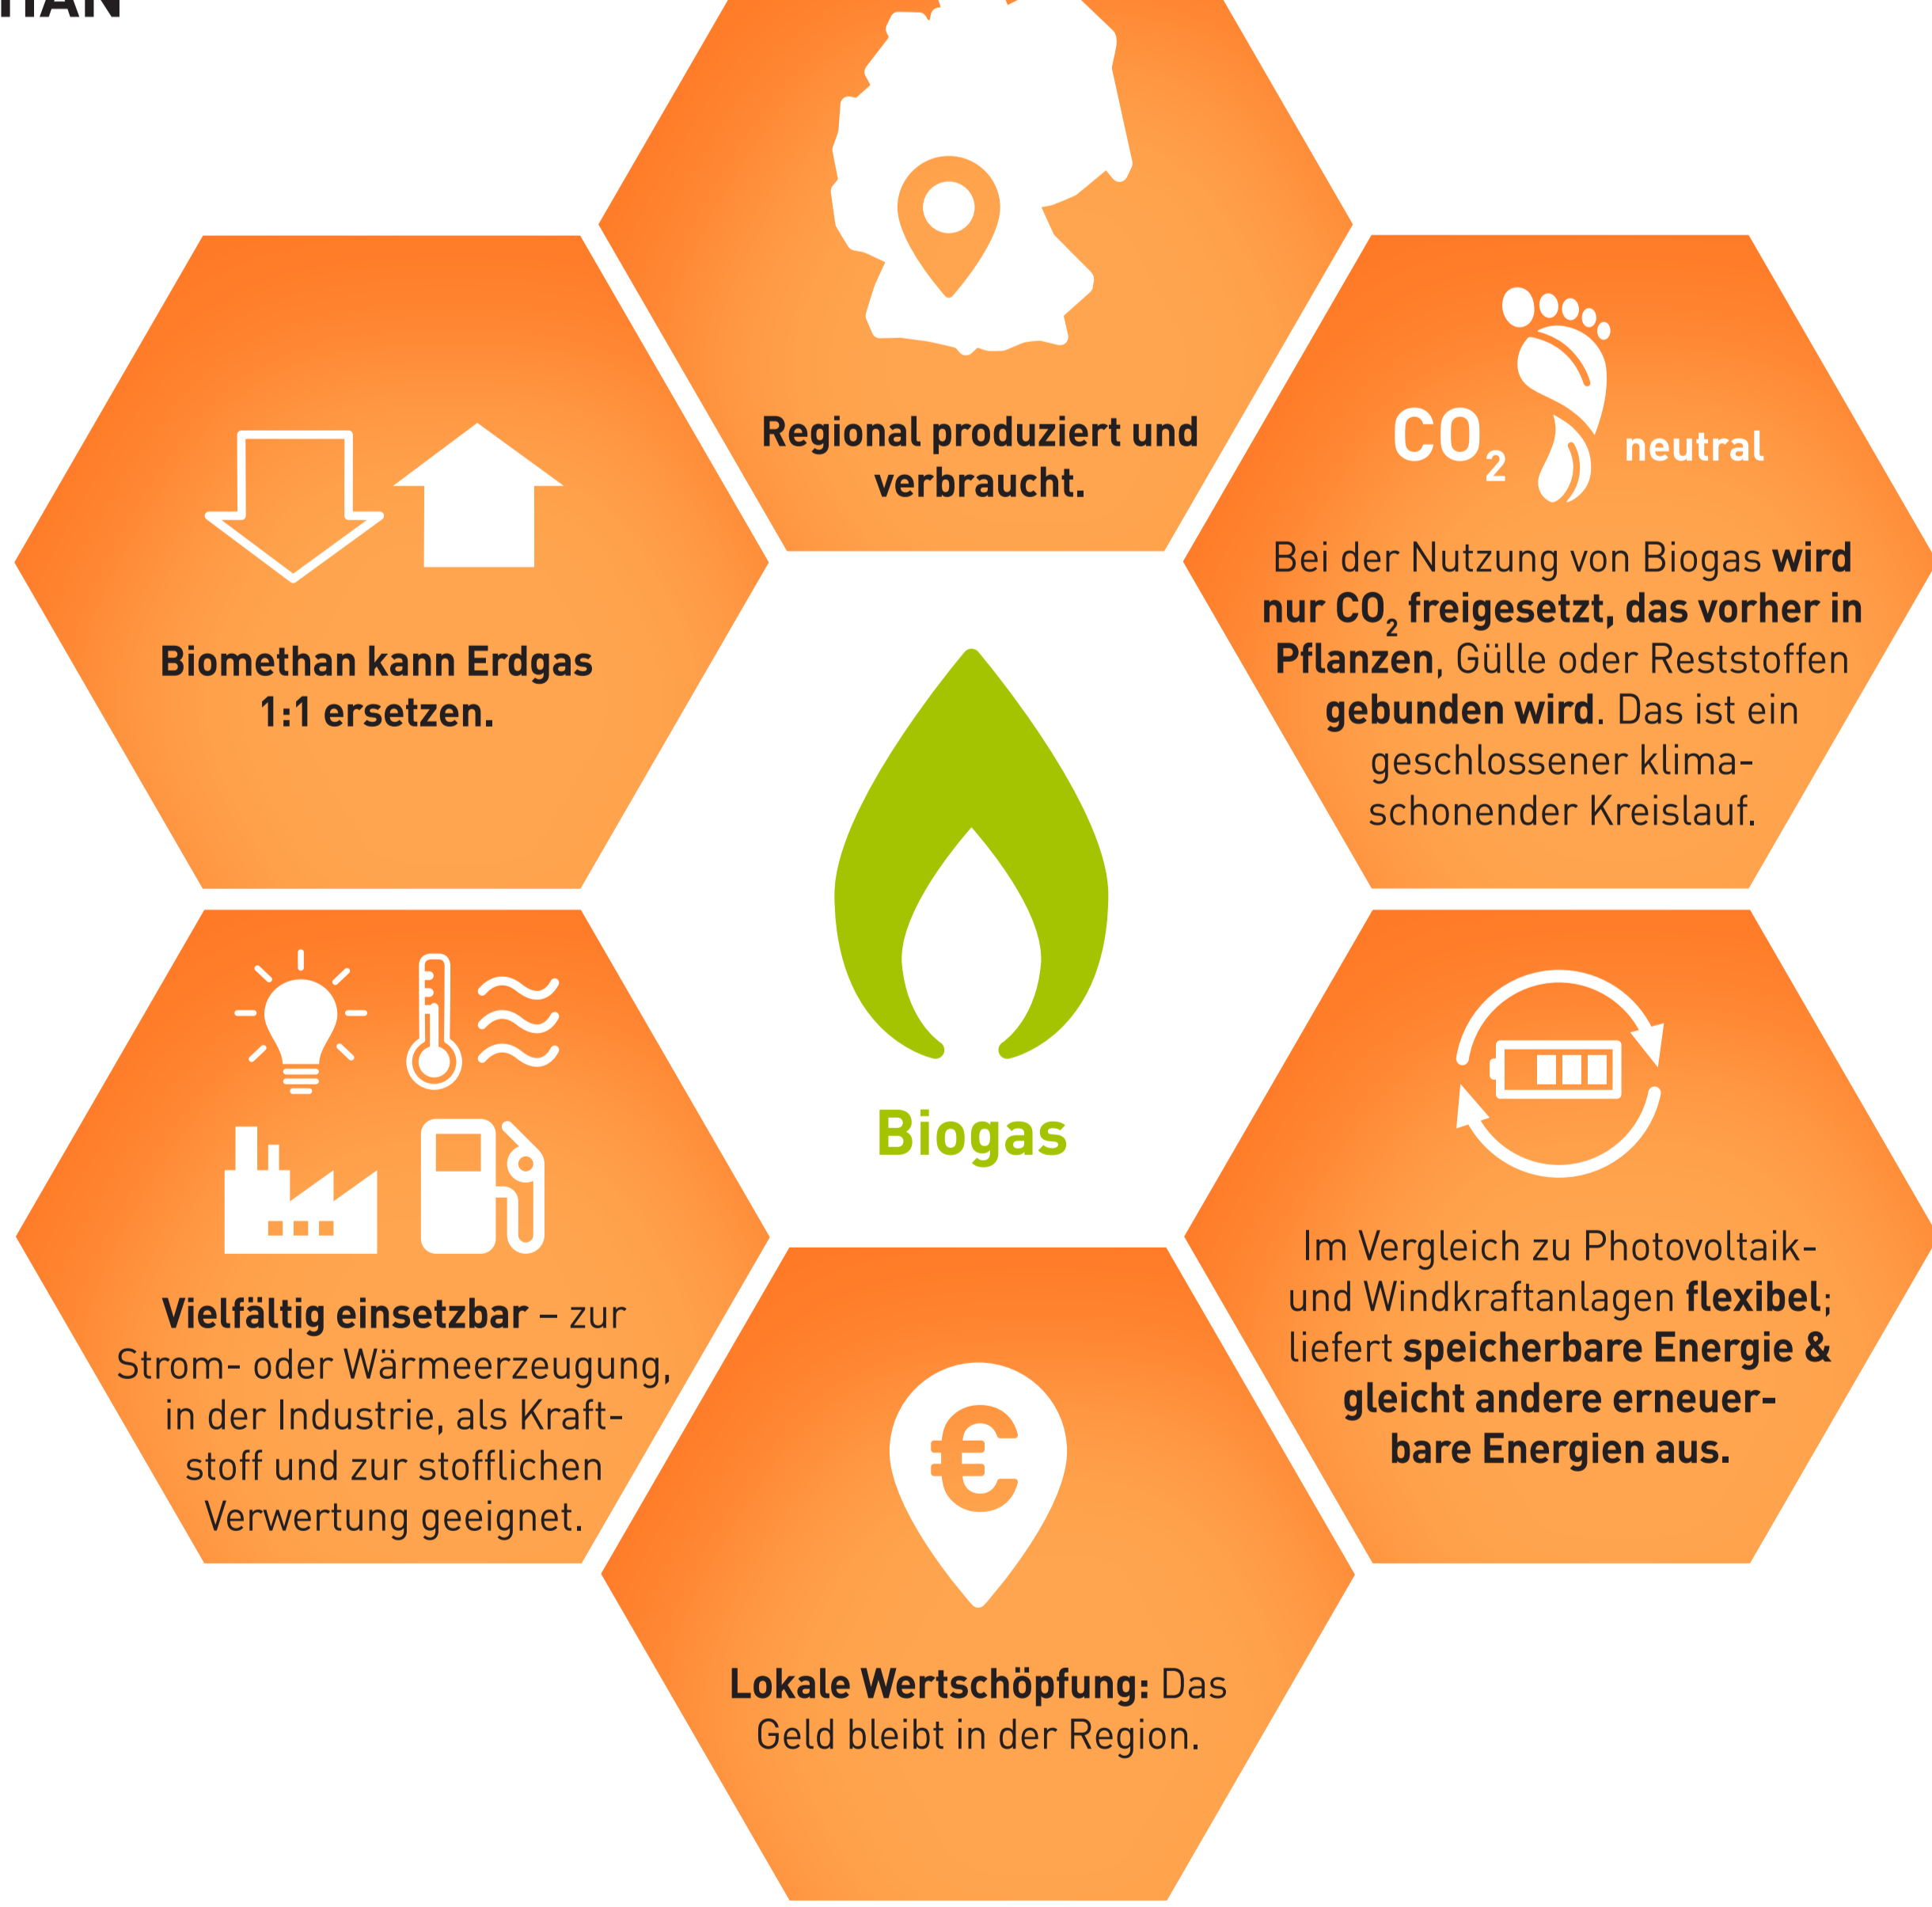 Regional produziert und
verbraucht.
Biomethan kann Erdgas
1:1 ersetzen.
CO₂ neutral
Bei der Nutzung von Biogas wird
nur CO₂ freigesetzt, das vorher in
Pflanzen, Gülle oder Reststoffen
gebunden wird. Das ist ein
geschlossener klima-
schonender Kreislauf.
Biogas
Vielfältig einsetzbar – zur
Strom- oder Wärmeerzeugung,
in der Industrie, als Kraft-
stoff und zur stofflichen
Verwertung geeignet.
Im Vergleich zu Photovoltaik-
und Windkraftanlagen flexibel;
liefert speicherbare Energie &
gleicht andere erneuer-
bare Energien aus.
€
Lokale Wertschöpfung: Das
Geld bleibt in der Region.